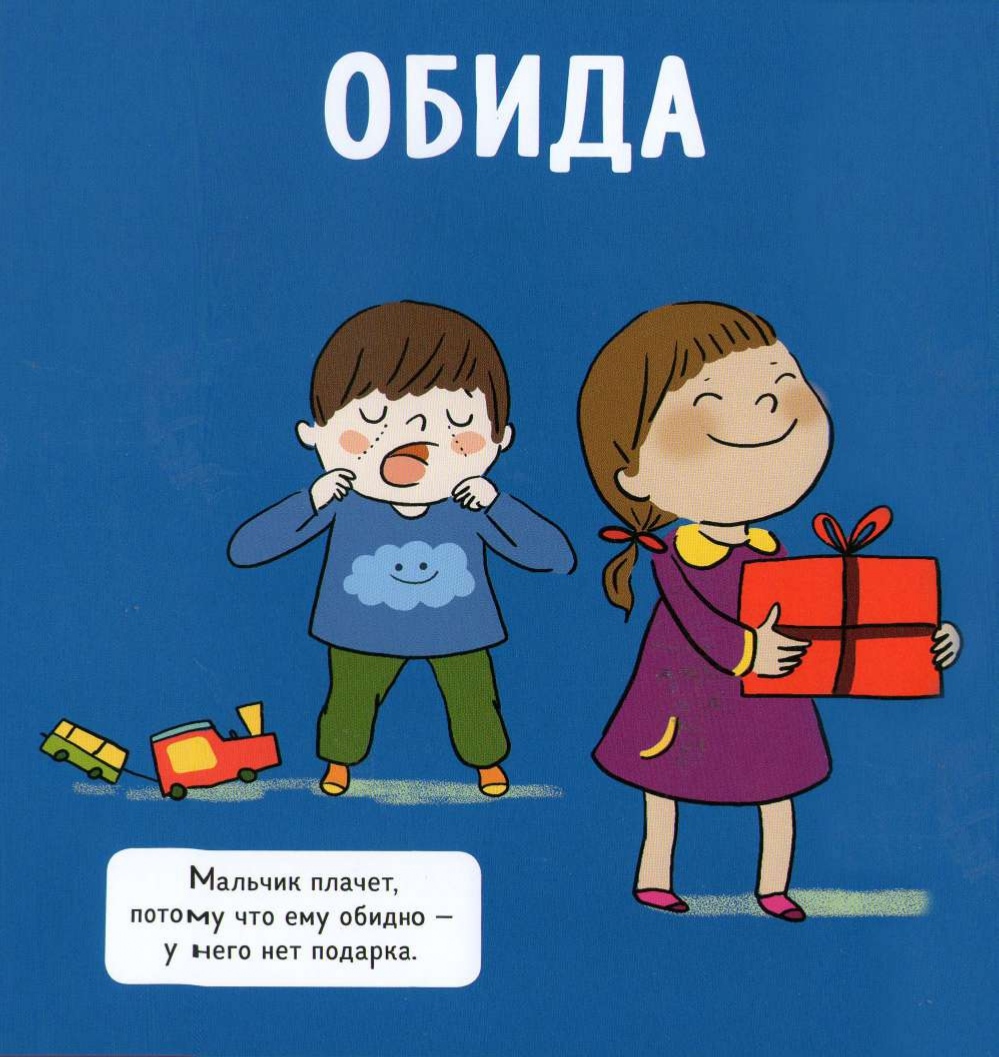 ОБИДА
Мальчик плачет,
потому что ему обидно –
у него нет подарка.